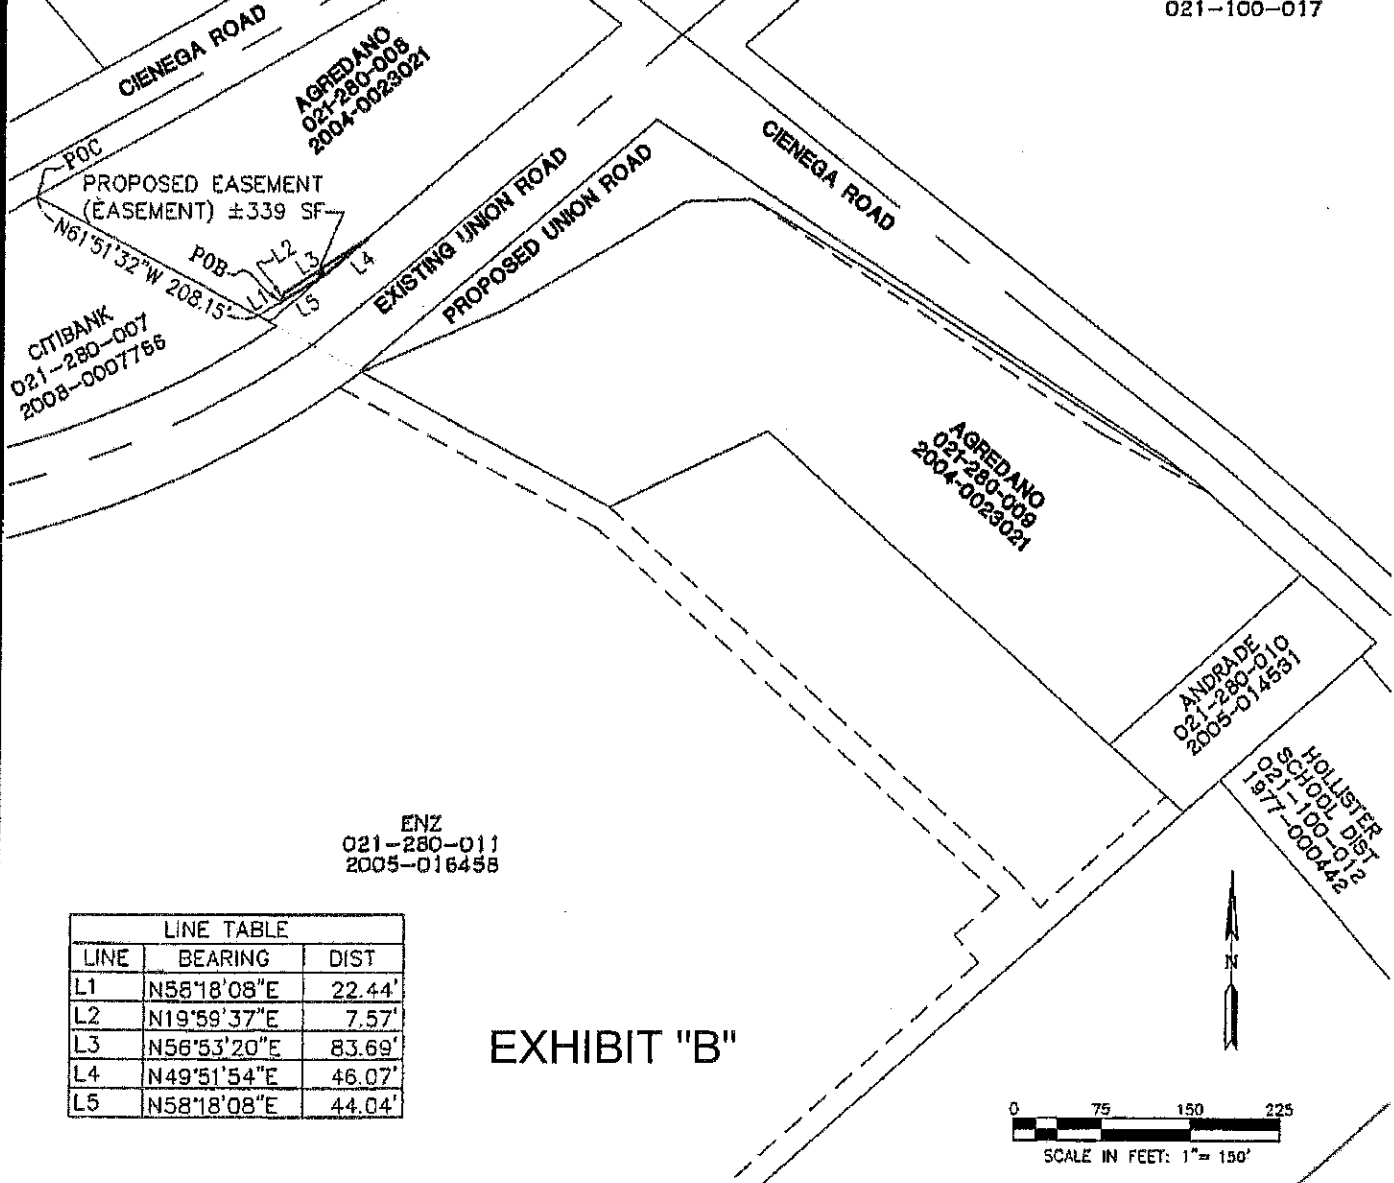 021-100-017
CIENEGA ROAD
AGREDANO
021-280-008
2004-0023021
POC
PROPOSED EASEMENT
(EASEMENT) ±339 SF
N61°51'32"W 208.15'
POB
L2
L3
L4
L1
L5
EXISTING UNION ROAD
PROPOSED UNION ROAD
CIENEGA ROAD
CITIBANK
021-280-007
2008-0007766
AGREDANO
021-280-009
2004-0023021
ANDRADE
021-280-010
2005-014531
HOLLISTER
SCHOOL DIST
021-100-012
1977-000442
ENZ
021-280-011
2005-016458
LINE TABLE
LINE BEARING DIST
L1 N58°18'08"E 22.44'
L2 N19°59'37"E 7.57'
L3 N56°53'20"E 83.69'
L4 N49°51'54"E 46.07'
L5 N58°18'08"E 44.04'
EXHIBIT "B"
N
0 75 150 225
SCALE IN FEET: 1"= 150'